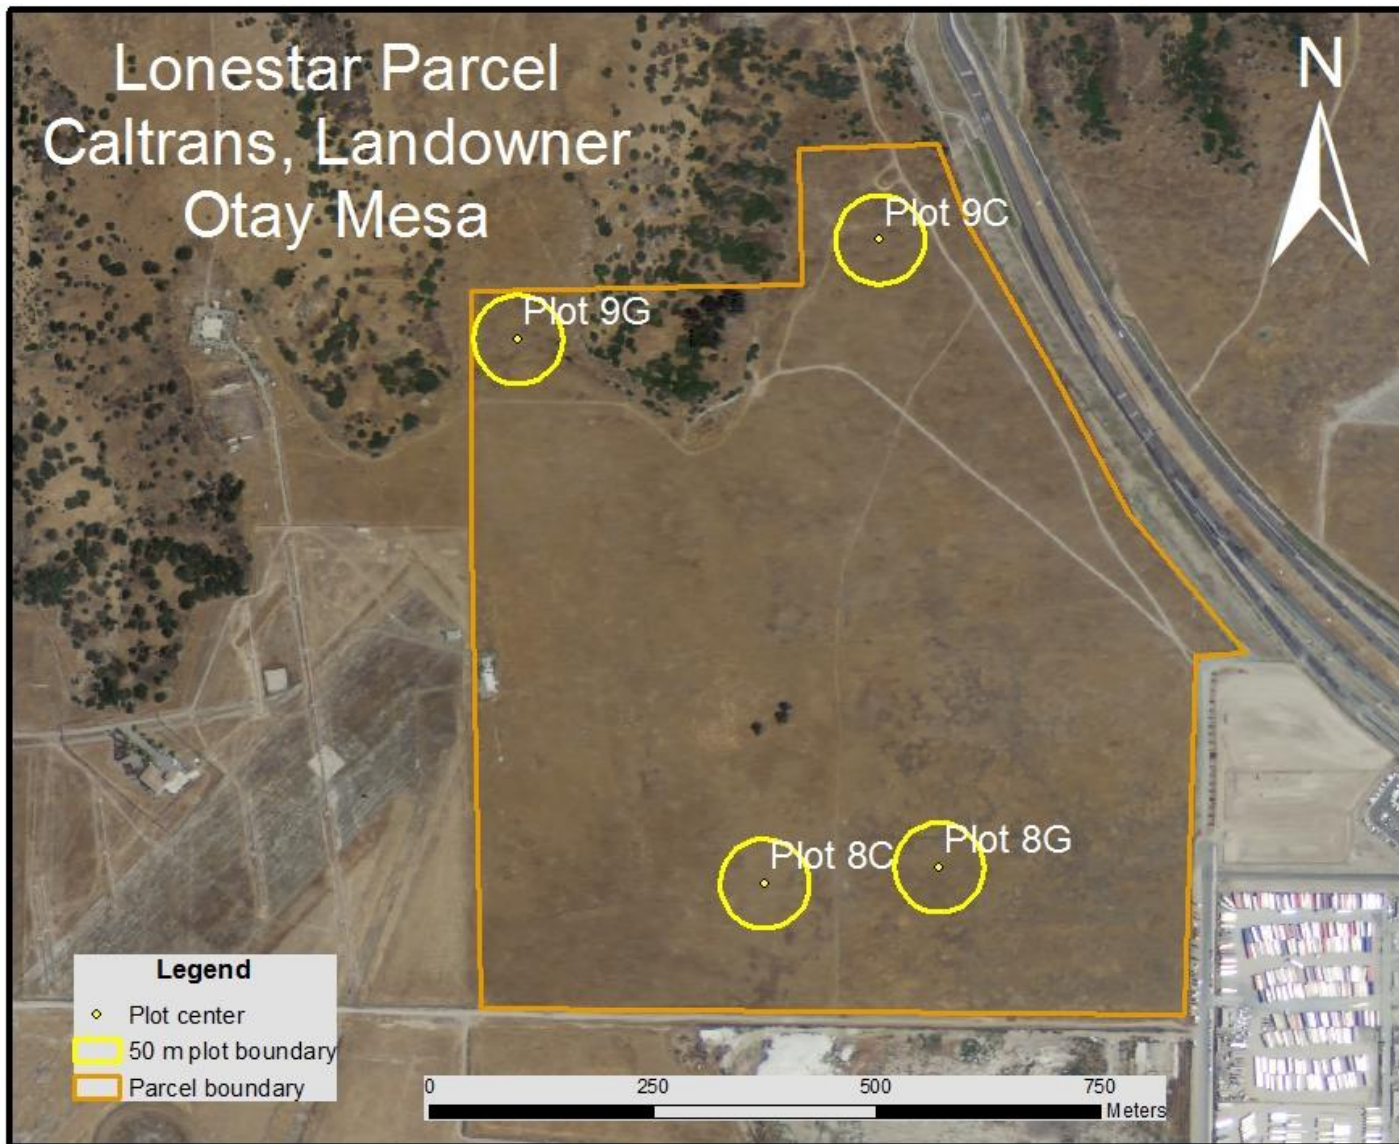 Lonestar Parcel
Caltrans, Landowner
Otay Mesa
N
Plot 9C
Plot 9G
Plot 8C
Plot 8G
Legend
Plot center
50 m plot boundary
Parcel boundary
0 250 500 750
Meters